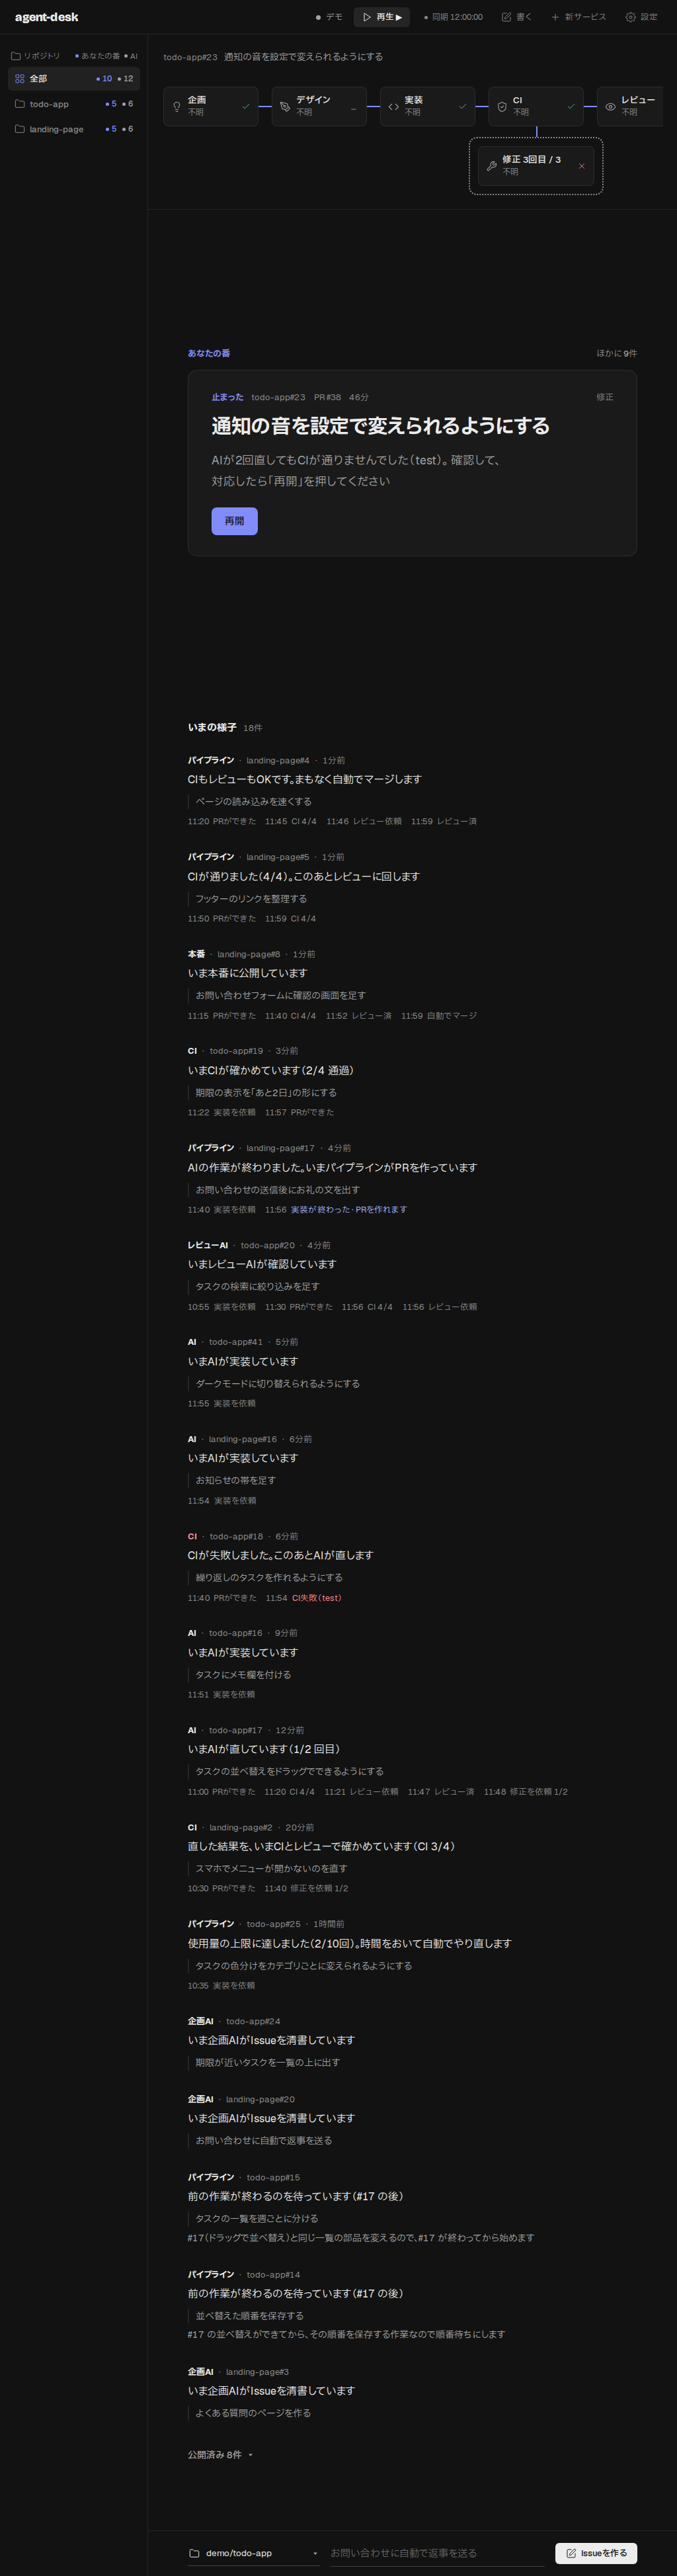 agent-desk
デモ
再生 ▶
同期 12:00:00
書く
新サービス
設定
リポジトリ あなたの番 AI
全部 10 12
todo-app 5 6
landing-page 5 6
todo-app#23 通知の音を設定で変えられるようにする
企画
不明
デザイン
不明
実装
不明
CI
不明
レビュー
不明
修正 3回目 / 3
不明
あなたの番 ほかに 9件
止まった todo-app#23 PR #38 46分 修正
通知の音を設定で変えられるようにする
AIが2回直してもCIが通りませんでした（test）。確認して、
対応したら「再開」を押してください
再開
いまの様子 18件
パイプライン · landing-page#4 · 1分前
CIもレビューもOKです。まもなく自動でマージします
ページの読み込みを速くする
11:20 PRができた 11:45 CI 4/4 11:46 レビュー依頼 11:59 レビュー済
パイプライン · landing-page#5 · 1分前
CIが通りました（4/4）。このあとレビューに回します
フッターのリンクを整理する
11:50 PRができた 11:59 CI 4/4
本番 · landing-page#8 · 1分前
いま本番に公開しています
お問い合わせフォームに確認の画面を足す
11:15 PRができた 11:40 CI 4/4 11:52 レビュー済 11:59 自動でマージ
CI · todo-app#19 · 3分前
いまCIが確かめています（2/4 通過）
期限の表示を「あと2日」の形にする
11:22 実装を依頼 11:57 PRができた
パイプライン · landing-page#17 · 4分前
AIの作業が終わりました。いまパイプラインがPRを作っています
お問い合わせの送信後にお礼の文を出す
11:40 実装を依頼 11:56 実装が終わった · PRを作れます
レビューAI · todo-app#20 · 4分前
いまレビューAIが確認しています
タスクの検索に絞り込みを足す
10:55 実装を依頼 11:30 PRができた 11:56 CI 4/4 11:56 レビュー依頼
AI · todo-app#41 · 5分前
いまAIが実装しています
ダークモードに切り替えられるようにする
11:55 実装を依頼
AI · landing-page#16 · 6分前
いまAIが実装しています
お知らせの帯を足す
11:54 実装を依頼
CI · todo-app#18 · 6分前
CIが失敗しました。このあとAIが直します
繰り返しのタスクを作れるようにする
11:40 PRができた 11:54 CI失敗（test）
AI · todo-app#16 · 9分前
いまAIが実装しています
タスクにメモ欄を付ける
11:51 実装を依頼
AI · todo-app#17 · 12分前
いまAIが直しています（1/2 回目）
タスクの並べ替えをドラッグでできるようにする
11:00 PRができた 11:20 CI 4/4 11:21 レビュー依頼 11:47 レビュー済 11:48 修正を依頼 1/2
CI · landing-page#2 · 20分前
直した結果を、いまCIとレビューで確かめています（CI 3/4）
スマホでメニューが開かないのを直す
10:30 PRができた 11:40 修正を依頼 1/2
パイプライン · todo-app#25 · 1時間前
使用量の上限に達しました（2/10回）。時間をおいて自動でやり直します
タスクの色分けをカテゴリごとに変えられるようにする
10:35 実装を依頼
企画AI · todo-app#24
いま企画AIがIssueを清書しています
期限が近いタスクを一覧の上に出す
企画AI · landing-page#20
いま企画AIがIssueを清書しています
お問い合わせに自動で返事を送る
パイプライン · todo-app#15
前の作業が終わるのを待っています（#17 の後）
タスクの一覧を週ごとに分ける
#17（ドラッグで並べ替え）と同じ一覧の部品を変えるので、#17 が終わってから始めます
パイプライン · todo-app#14
前の作業が終わるのを待っています（#17 の後）
並べ替えた順番を保存する
#17 の並べ替えができてから、その順番を保存する作業なので順番待ちにします
企画AI · landing-page#3
いま企画AIがIssueを清書しています
よくある質問のページを作る
公開済み 8件
demo/todo-app お問い合わせに自動で返事を送る Issueを作る